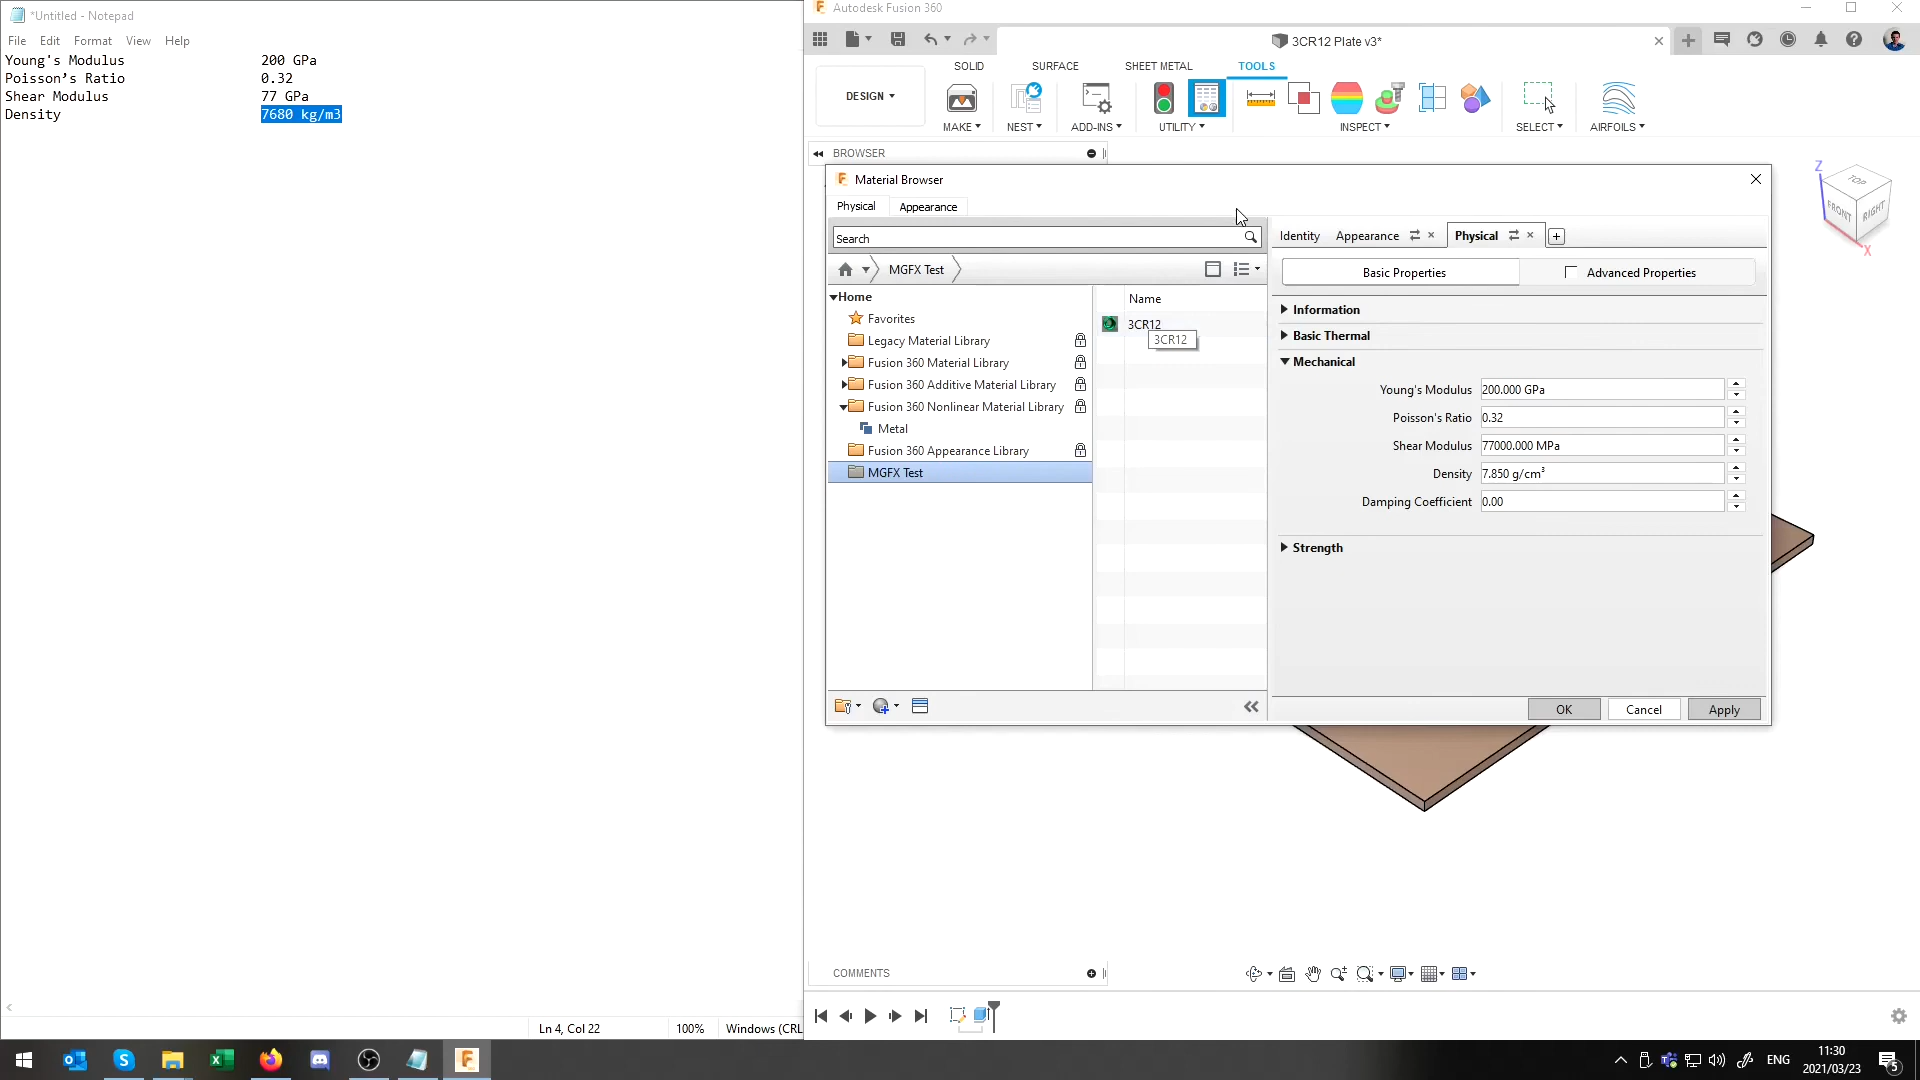 *Untitled - Notepad
File Edit Format View Help
Young's Modulus 200 GPa
Poisson’s Ratio 0.32
Shear Modulus 77 GPa
Density 7680 kg/m3
Ln 4, Col 22 100% Windows (CRL
Autodesk Fusion 360
3CR12 Plate v3*
SOLID SURFACE SHEET METAL TOOLS
DESIGN
MAKE NEST ADD-INS UTILITY INSPECT SELECT AIRFOILS
BROWSER
Z
TOP
FRONT RIGHT
X
Material Browser
Physical Appearance
Search
MGFX Test
Home
Favorites
Legacy Material Library
Fusion 360 Material Library
Fusion 360 Additive Material Library
Fusion 360 Nonlinear Material Library
Metal
Fusion 360 Appearance Library
MGFX Test
Name
3CR12
3CR12
Identity Appearance Physical
Basic Properties Advanced Properties
Information
Basic Thermal
Mechanical
Young's Modulus 200.000 GPa
Poisson's Ratio 0.32
Shear Modulus 77000.000 MPa
Density 7.850 g/cm³
Damping Coefficient 0.00
Strength
OK Cancel Apply
COMMENTS
ENG
11:30
2021/03/23
5